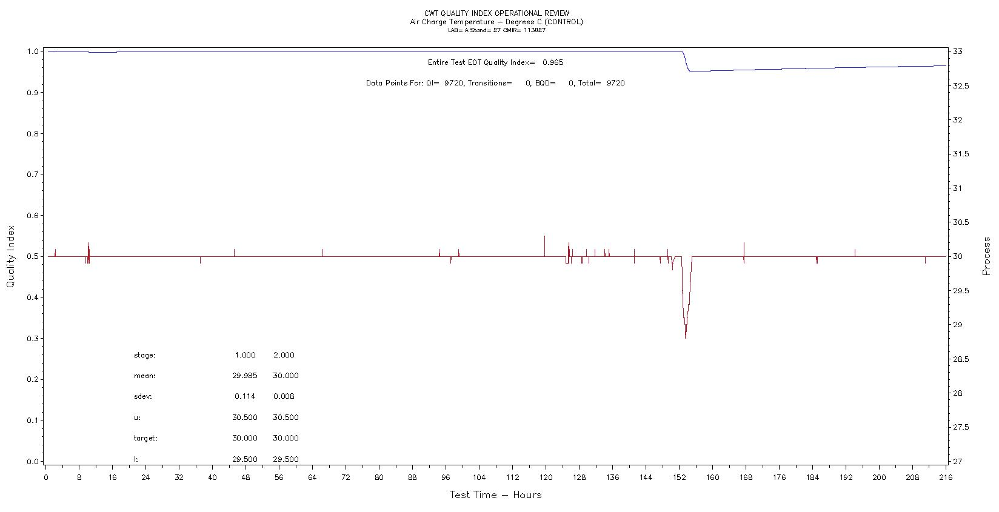 CWT QUALITY INDEX OPERATIONAL REVIEW
Air Charge Temperature – Degrees C (CONTROL)
LAB= A Stand= 27 CMIR= 113827
Entire Test EOT Quality Index= 0.965
Data Points For: QI= 9720, Transitions= 0, BQD= 0, Total= 9720
Quality Index
1.0
0.9
0.8
0.7
0.6
0.5
0.4
0.3
0.2
0.1
0.0
stage: 1.000 2.000
mean: 29.985 30.000
sdev: 0.114 0.008
u: 30.500 30.500
target: 30.000 30.000
l: 29.500 29.500
33
32.5
32
31.5
31
30.5
30
29.5
29
28.5
28
27.5
27
Process
0 8 16 24 32 40 48 56 64 72 80 88 96 104 112 120 128 136 144 152 160 168 176 184 192 200 208 216
Test Time – Hours